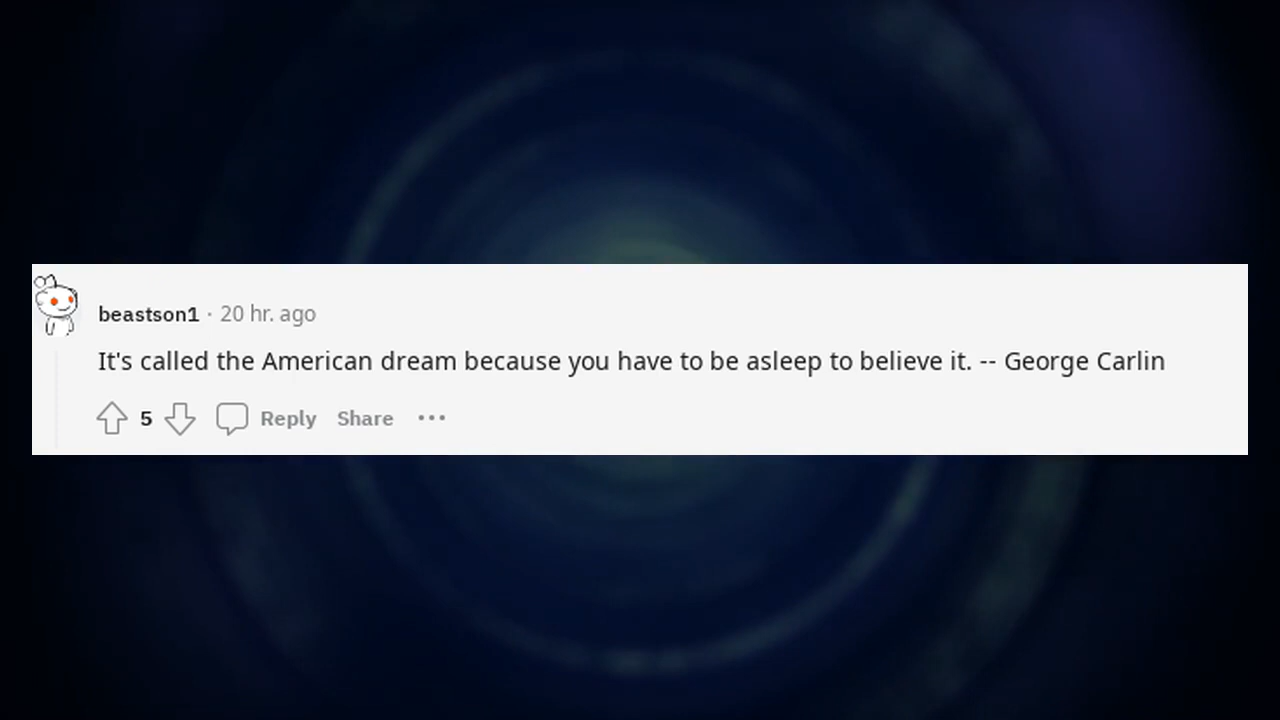 beastson1 · 20 hr. ago
It's called the American dream because you have to be asleep to believe it. -- George Carlin
5 Reply Share •••